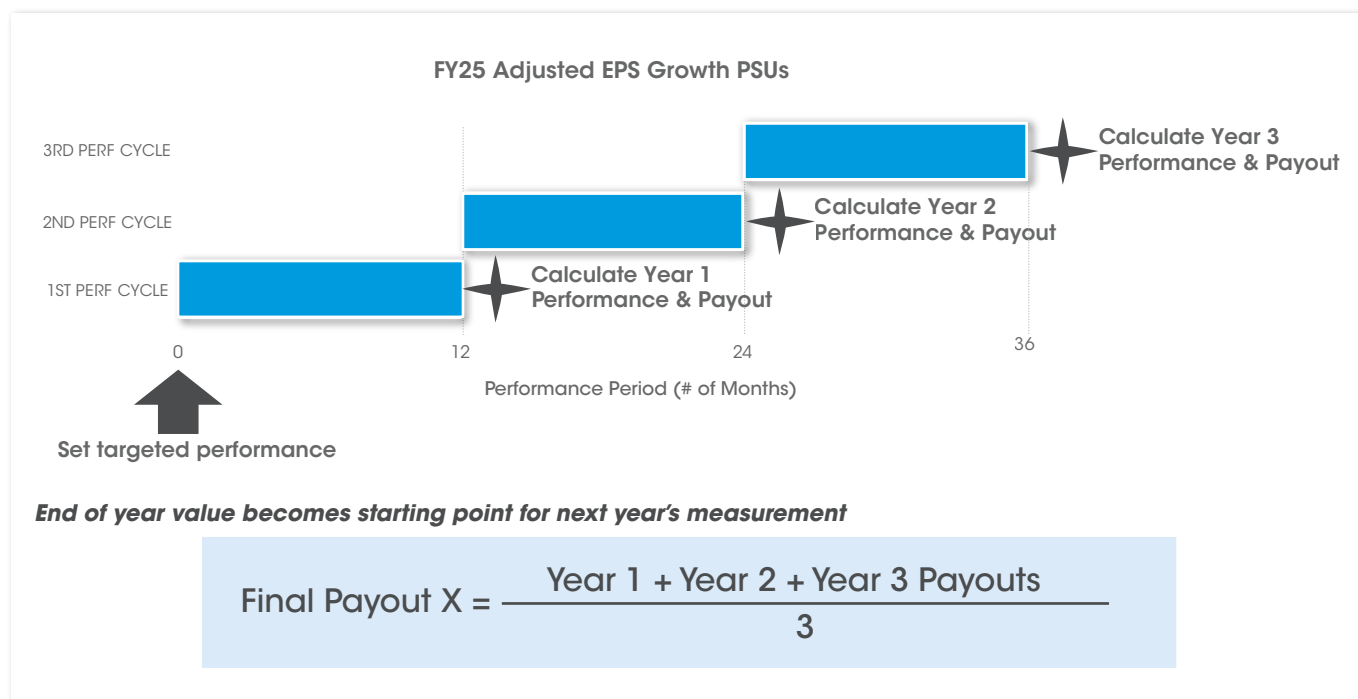 FY25 Adjusted EPS Growth PSUs
3RD PERF CYCLE
Calculate Year 3
Performance & Payout
2ND PERF CYCLE
Calculate Year 2
Performance & Payout
1ST PERF CYCLE
Calculate Year 1
Performance & Payout
0
12
24
36
Performance Period (# of Months)
Set targeted performance
End of year value becomes starting point for next year's measurement
Final Payout X =
Year 1 + Year 2 + Year 3 Payouts
3